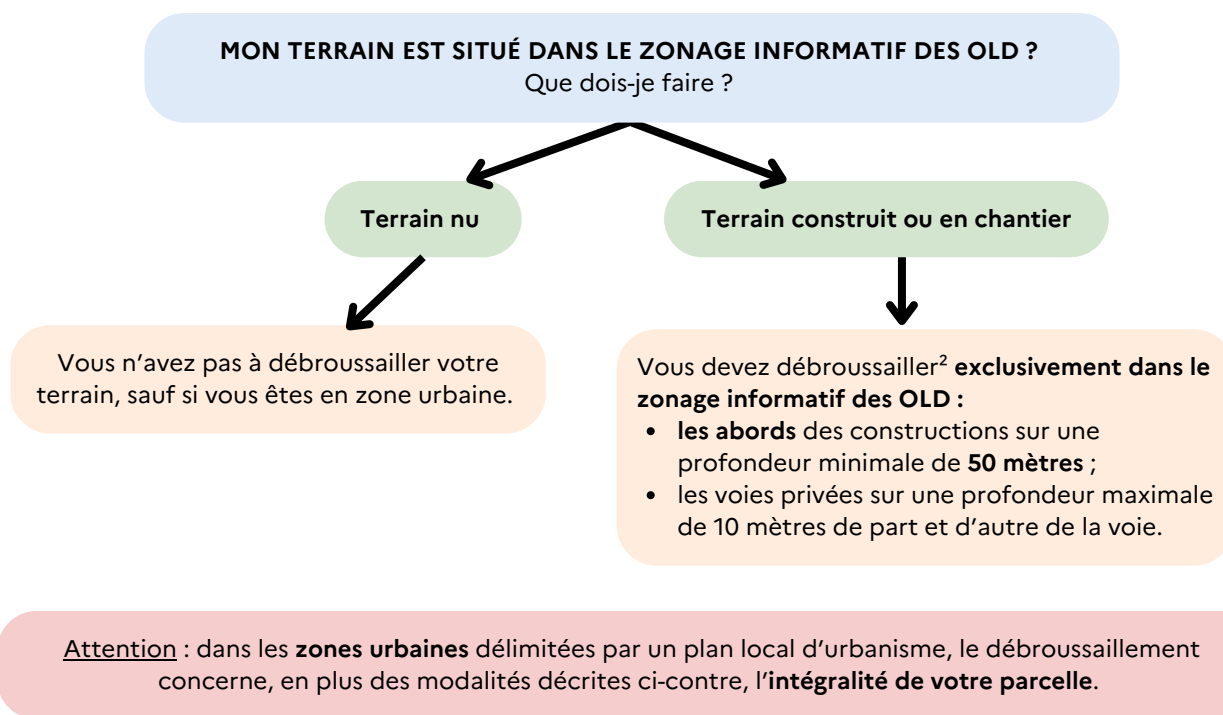 MON TERRAIN EST SITUÉ DANS LE ZONAGE INFORMATIF DES OLD ?
Que dois-je faire ?
Terrain nu
Terrain construit ou en chantier
Vous n’avez pas à débroussailler votre
terrain, sauf si vous êtes en zone urbaine.
Vous devez débroussailler² exclusivement dans le
zonage informatif des OLD :
• les abords des constructions sur une
profondeur minimale de 50 mètres ;
• les voies privées sur une profondeur maximale
de 10 mètres de part et d’autre de la voie.
Attention : dans les zones urbaines délimitées par un plan local d’urbanisme, le débroussaillement
concerne, en plus des modalités décrites ci-contre, l’intégralité de votre parcelle.